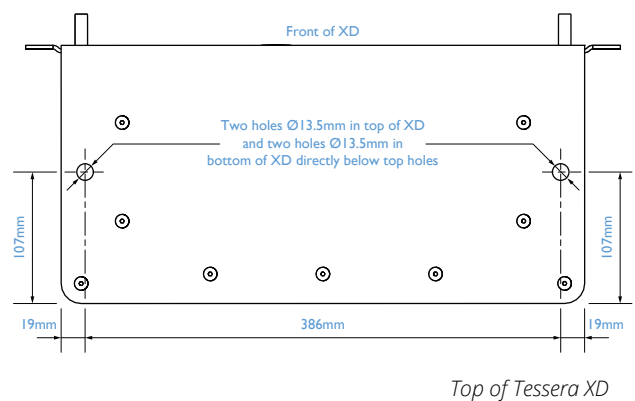 Front of XD
Two holes Ø13.5mm in top of XD
and two holes Ø13.5mm in
bottom of XD directly below top holes
107mm
107mm
19mm
386mm
19mm
Top of Tessera XD